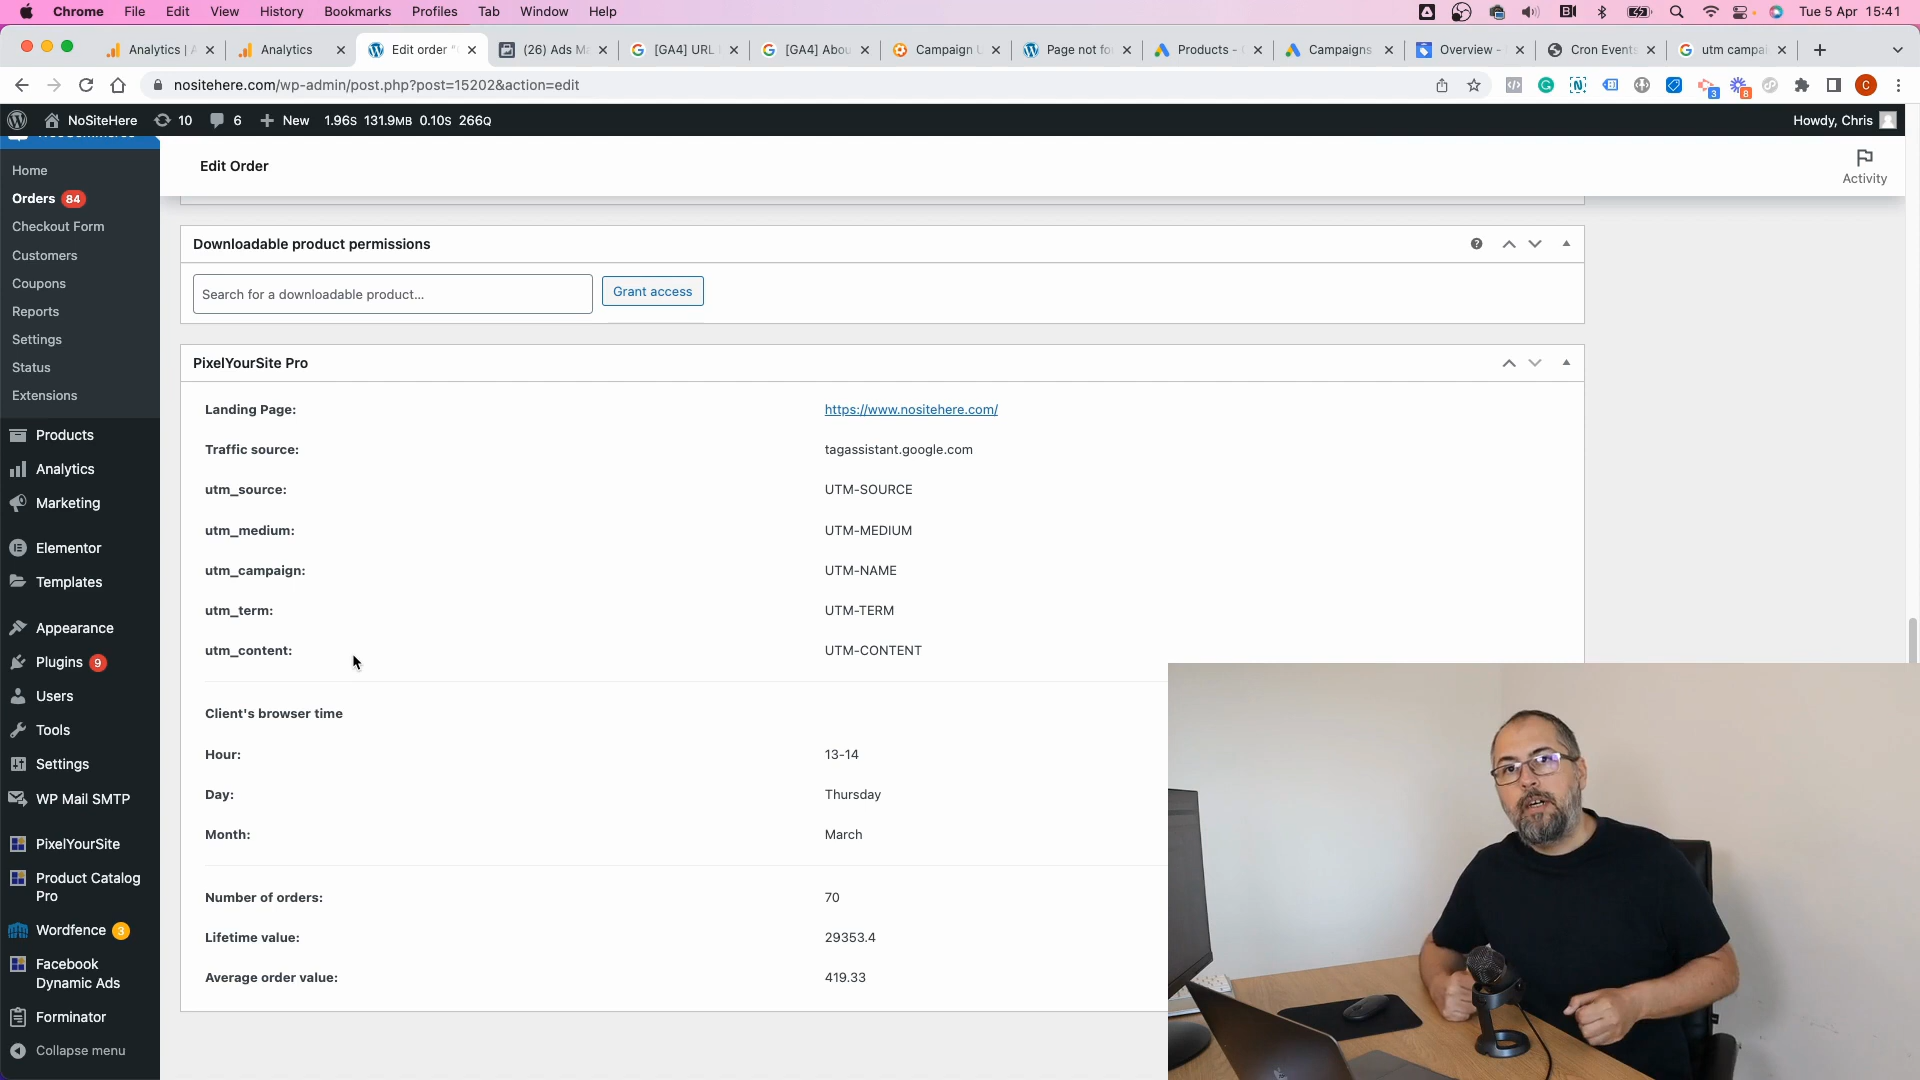 Chrome File Edit View History Bookmarks Profiles Tab Window Help Tue 5 Apr 15:41
Analytics | Analytics Edit order " (26) Ads Ma [GA4] URL [GA4] Abou Campaign U Page not fo Products - Campaigns Overview - Cron Events utm campai
nositehere.com/wp-admin/post.php?post=15202&action=edit 3 8 C
NoSiteHere 10 6 New 1.96S 131.9MB 0.10S 266Q Howdy, Chris
Home
Orders 84
Checkout Form
Customers
Coupons
Reports
Settings
Status
Extensions
Products
Analytics
Marketing
Elementor
Templates
Appearance
Plugins 9
Users
Tools
Settings
WP Mail SMTP
PixelYourSite
Product Catalog
Pro
Wordfence 3
Facebook
Dynamic Ads
Forminator
Collapse menu
Edit Order
Activity
Downloadable product permissions
Search for a downloadable product... Grant access
PixelYourSite Pro
Landing Page: https://www.nositehere.com/
Traffic source: tagassistant.google.com
utm_source: UTM-SOURCE
utm_medium: UTM-MEDIUM
utm_campaign: UTM-NAME
utm_term: UTM-TERM
utm_content: UTM-CONTENT
Client's browser time
Hour: 13-14
Day: Thursday
Month: March
Number of orders: 70
Lifetime value: 29353.4
Average order value: 419.33